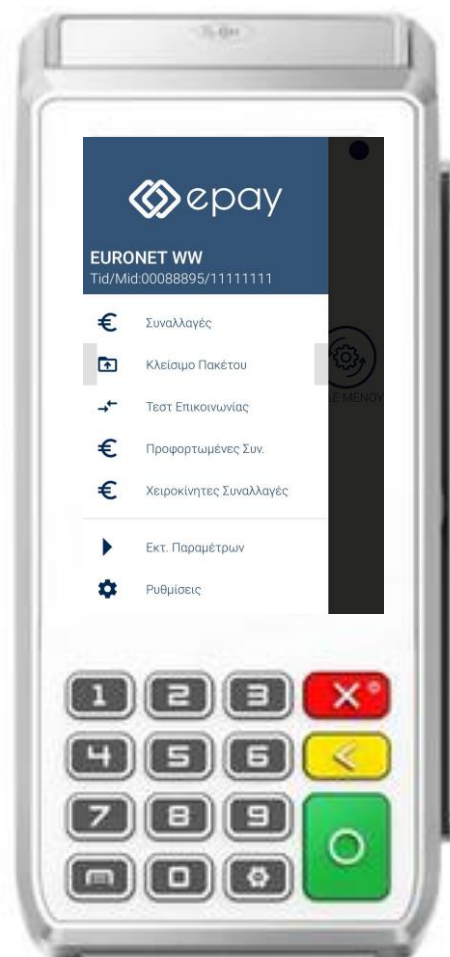 epay
EURONET WW
Tid/Mid:00088895/11111111
€ Συναλλαγές
Κλείσιμο Πακέτου
Τεστ Επικοινωνίας
€ Προφορτωμένες Συν.
€ Χειροκίνητες Συναλλαγές
Εκτ. Παραμέτρων
Ρυθμίσεις
ΜΕΝΟΥ
1 2 3
4 5 6
7 8 9
0